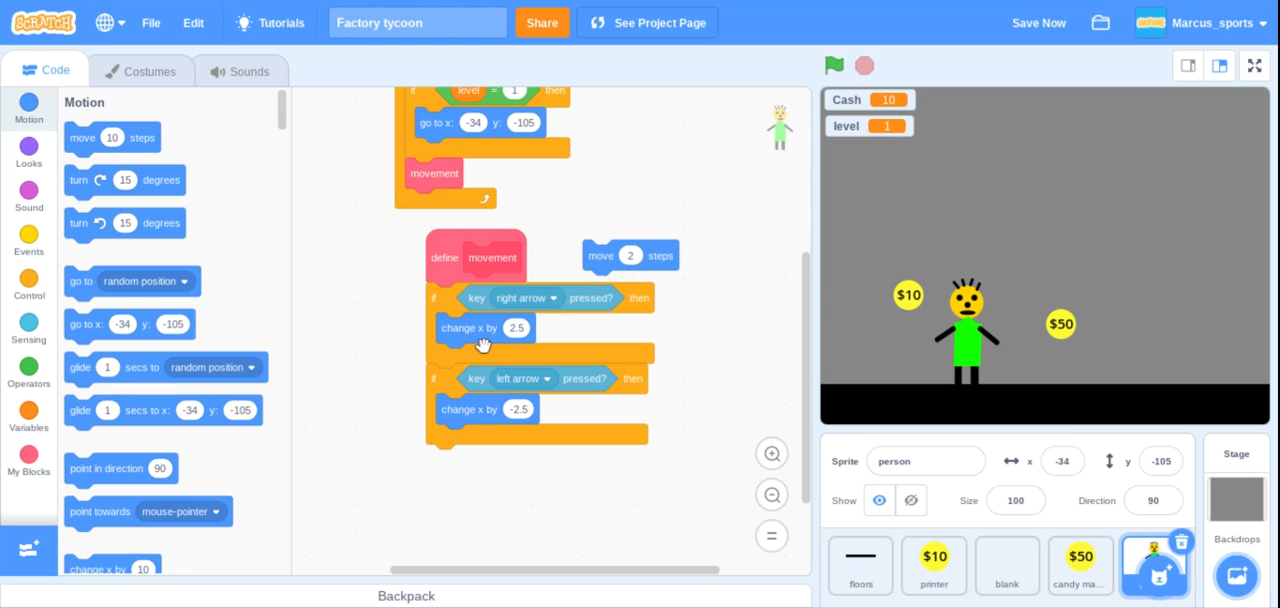 SCRATCH File Edit Tutorials Factory tycoon Share See Project Page Save Now Marcus_sports
Code Costumes Sounds
Motion
Looks
Sound
Events
Control
Sensing
Operators
Variables
My Blocks
Motion
move 10 steps
turn 15 degrees
turn 15 degrees
go to random position
go to x: -34 y: -105
glide 1 secs to random position
glide 1 secs to x: -34 y: -105
point in direction 90
point towards mouse-pointer
change x by 10
if level = 1 then
go to x: -34 y: -105
movement
define movement
move 2 steps
if key right arrow pressed? then
change x by 2.5
if key left arrow pressed? then
change x by -2.5
Backpack
Cash 10
level 1
$10
$50
Sprite person x -34 y -105
Show Size 100 Direction 90
floors
$10
printer
blank
$50
candy ma...
Stage
Backdrops